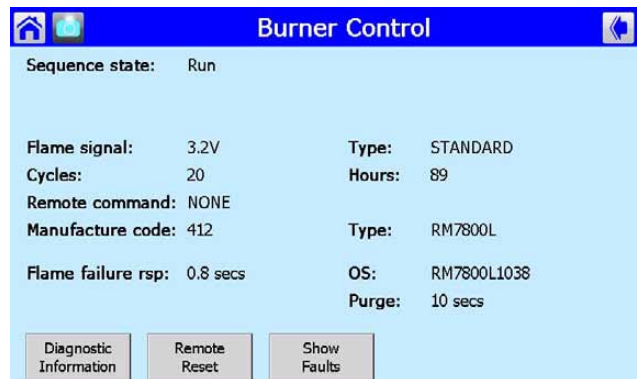 Burner Control
Sequence state: Run
Flame signal: 3.2V Type: STANDARD
Cycles: 20 Hours: 89
Remote command: NONE
Manufacture code: 412 Type: RM7800L
Flame failure rsp: 0.8 secs OS: RM7800L1038
Purge: 10 secs
Diagnostic Remote Show
Information Reset Faults